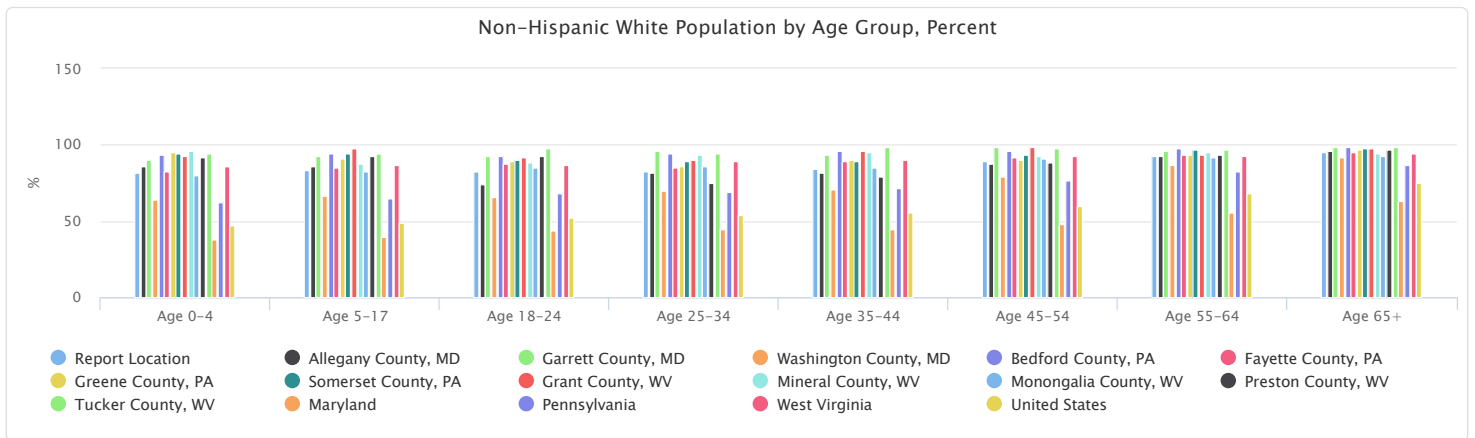 Non-Hispanic White Population by Age Group, Percent
150
100
50
0
%
Age 0-4 Age 5-17 Age 18-24 Age 25-34 Age 35-44 Age 45-54 Age 55-64 Age 65+
Report Location Allegany County, MD Garrett County, MD Washington County, MD Bedford County, PA Fayette County, PA
Greene County, PA Somerset County, PA Grant County, WV Mineral County, WV Monongalia County, WV Preston County, WV
Tucker County, WV Maryland Pennsylvania West Virginia United States